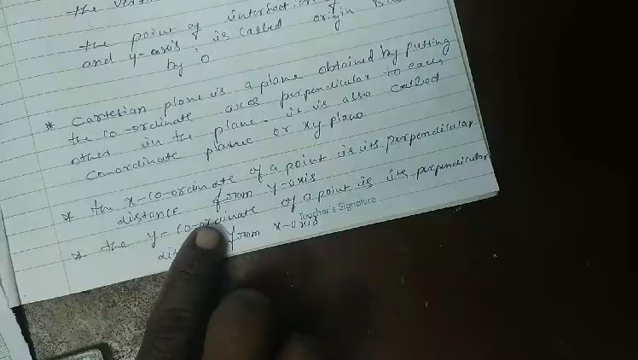 the
the point of intersection of
and y-axis is called origin
by 'O'
* Cartesian plane is a plane obtained by putting
the co-ordinate axes perpendicular to each
other in the plane. it is also called
co-ordinate plane or xy plane
* the x-co-ordinate of a point is its perpendicular
distance from y-axis
* the y-co-ordinate of a point is its perpendicular
from x-axis
Teacher's Signature